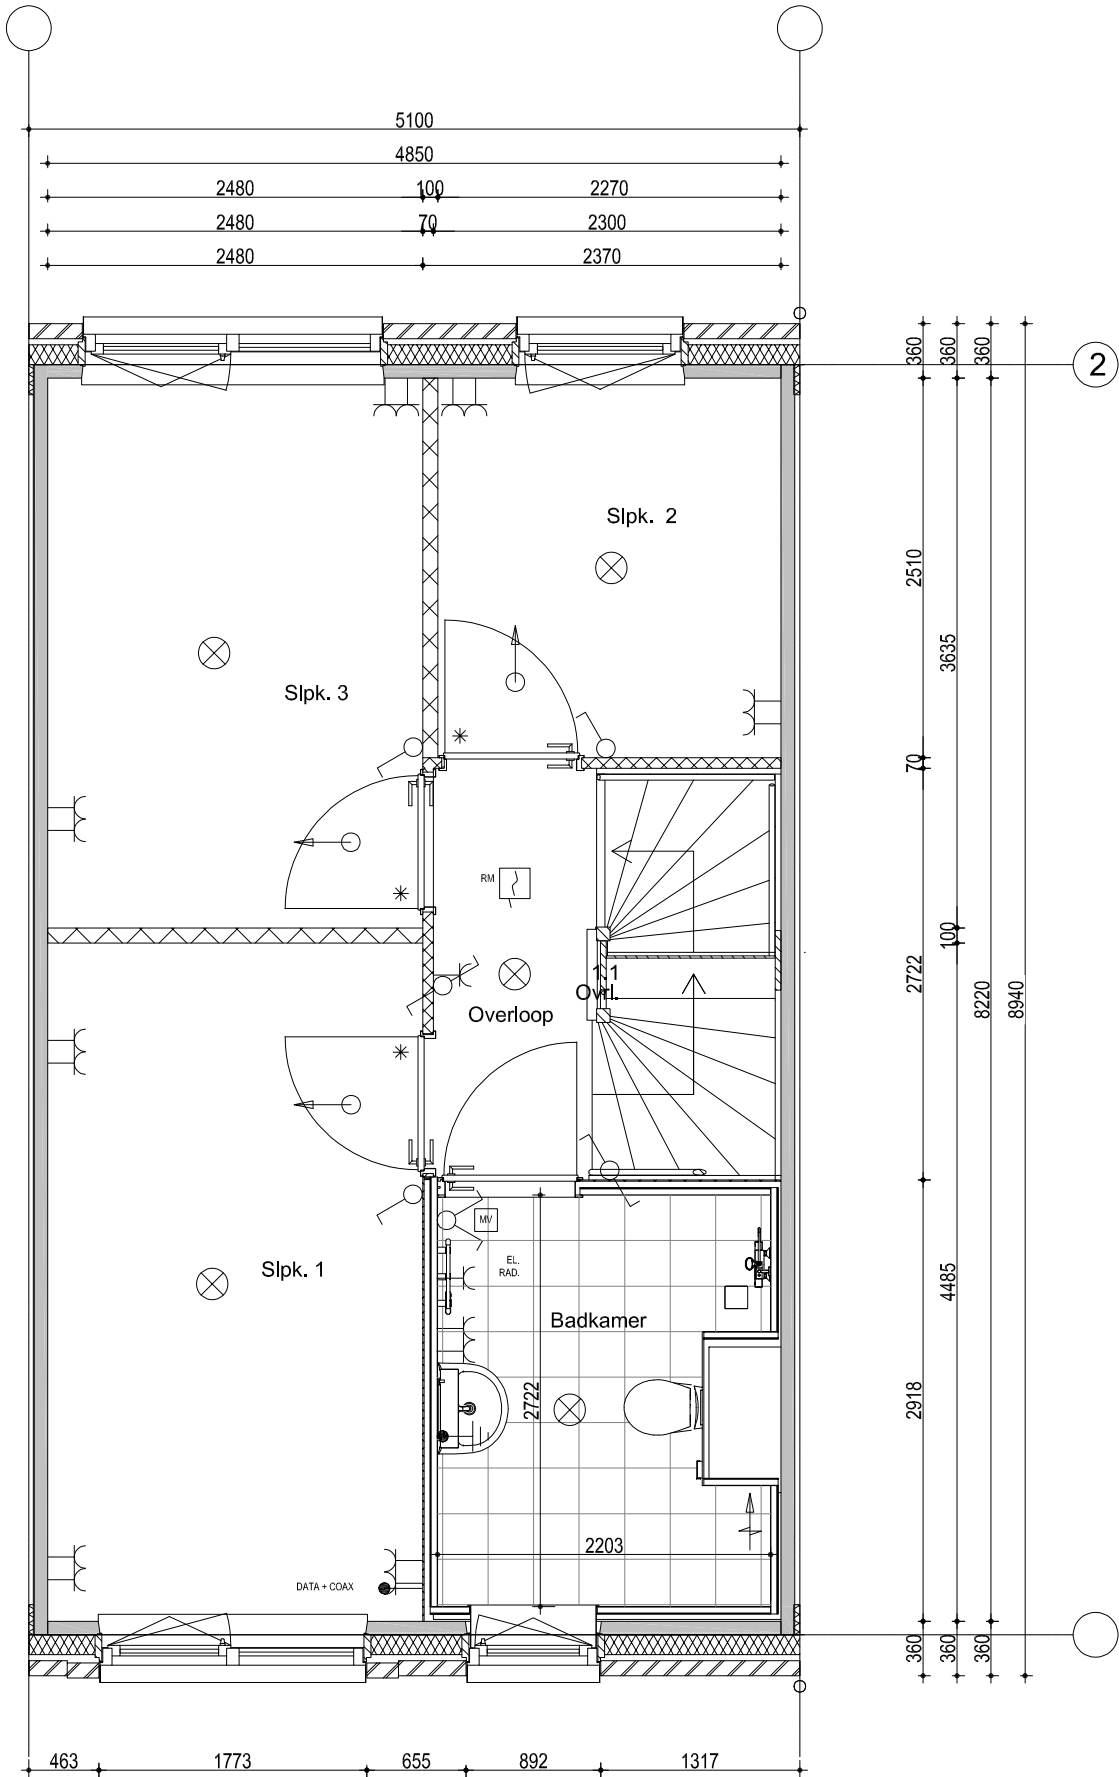 5100
4850
2480 100 2270
2480 70 2300
2480 2370
360 360 360
2
Slpk. 2
2510
3635
Slpk. 3
70
RM
100
2722
1.1
Ovrl.
Overloop
8220
8940
MV
EL.
RAD.
Slpk. 1
Badkamer
4485
2722
2918
2203
DATA + COAX
360 360 360
463 1773 655 892 1317